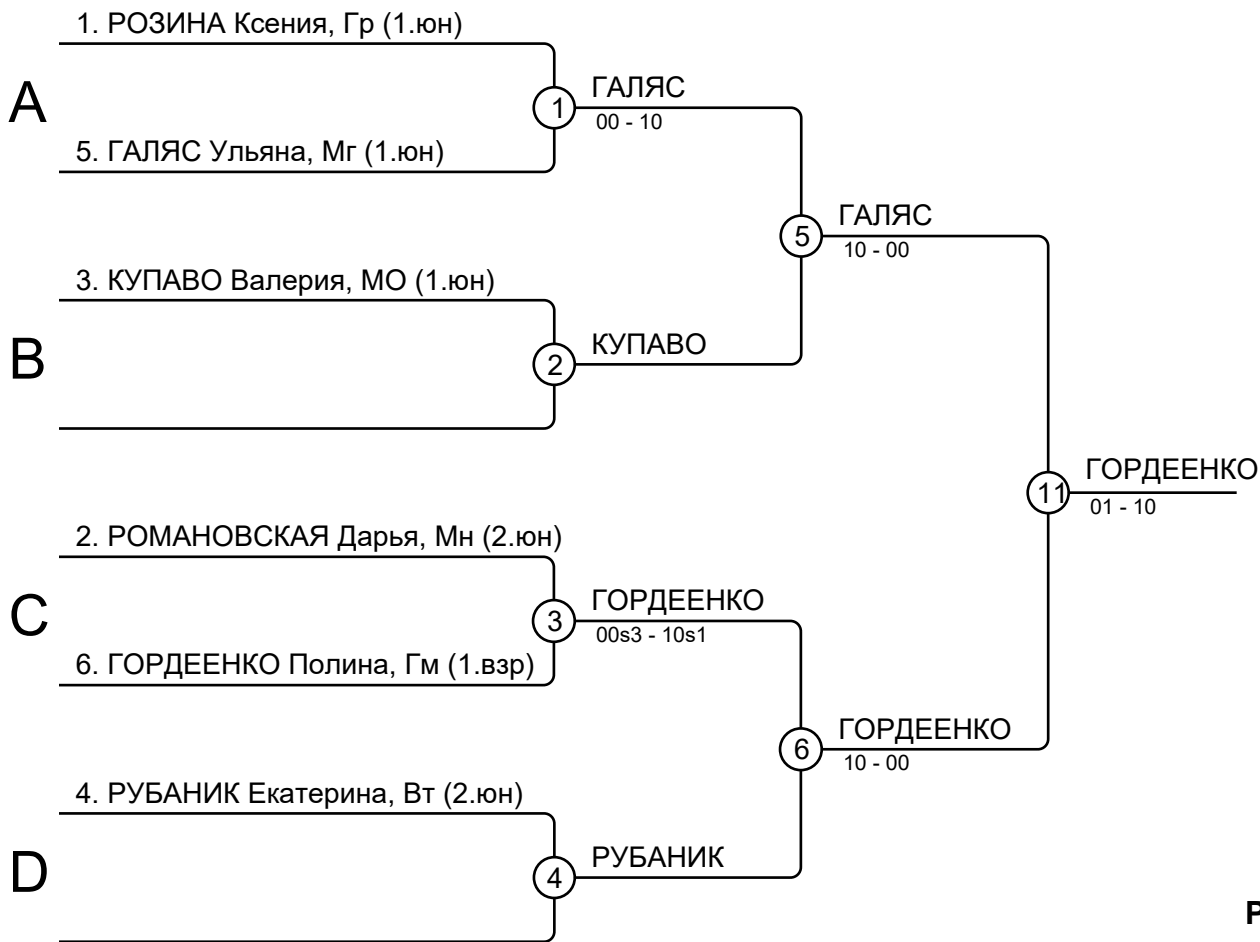 1. РОЗИНА Ксения, Гр (1.юн)
A
1
ГАЛЯС
00 - 10
5. ГАЛЯС Ульяна, Мг (1.юн)
5
ГАЛЯС
10 - 00
3. КУПАВО Валерия, МО (1.юн)
B
2
КУПАВО
11
ГОРДЕЕНКО
01 - 10
2. РОМАНОВСКАЯ Дарья, Мн (2.юн)
C
3
ГОРДЕЕНКО
00s3 - 10s1
6. ГОРДЕЕНКО Полина, Гм (1.взр)
6
ГОРДЕЕНКО
10 - 00
4. РУБАНИК Екатерина, Вт (2.юн)
D
4
РУБАНИК